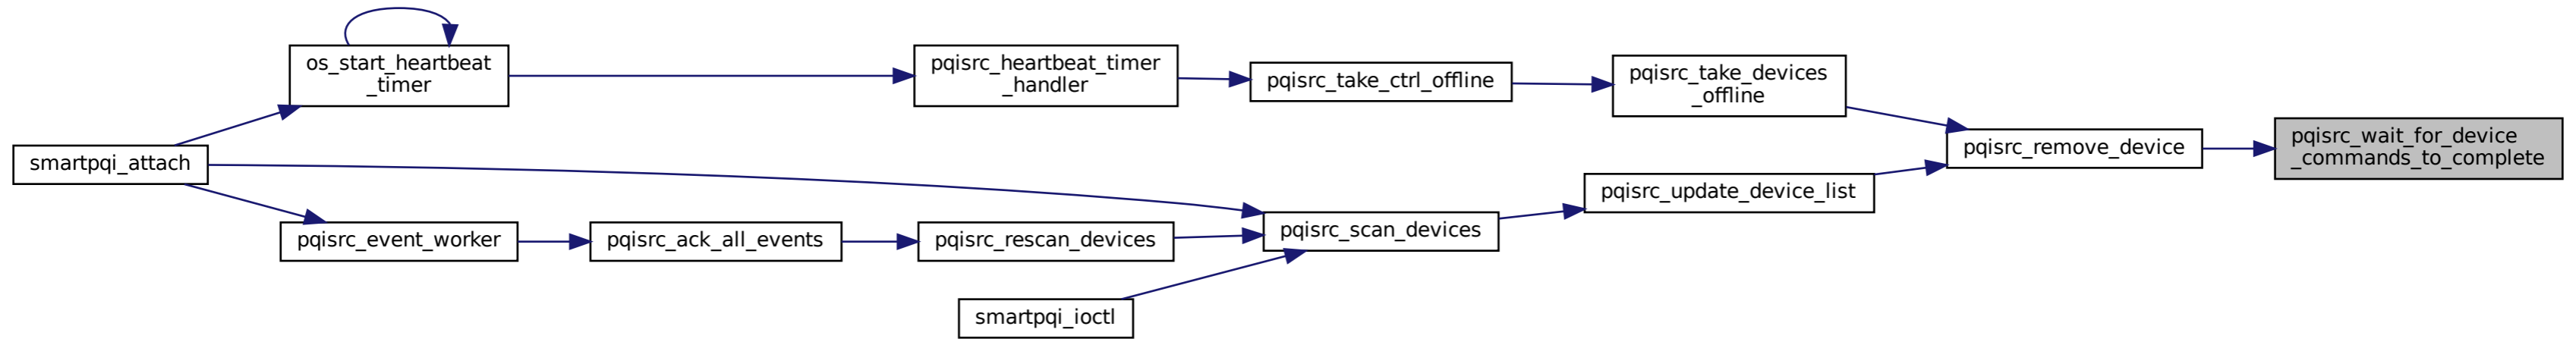 os_start_heartbeat
_timer
pqisrc_heartbeat_timer
_handler
pqisrc_take_ctrl_offline
pqisrc_take_devices
_offline
pqisrc_wait_for_device
_commands_to_complete
smartpqi_attach
pqisrc_remove_device
pqisrc_update_device_list
pqisrc_event_worker
pqisrc_ack_all_events
pqisrc_rescan_devices
pqisrc_scan_devices
smartpqi_ioctl